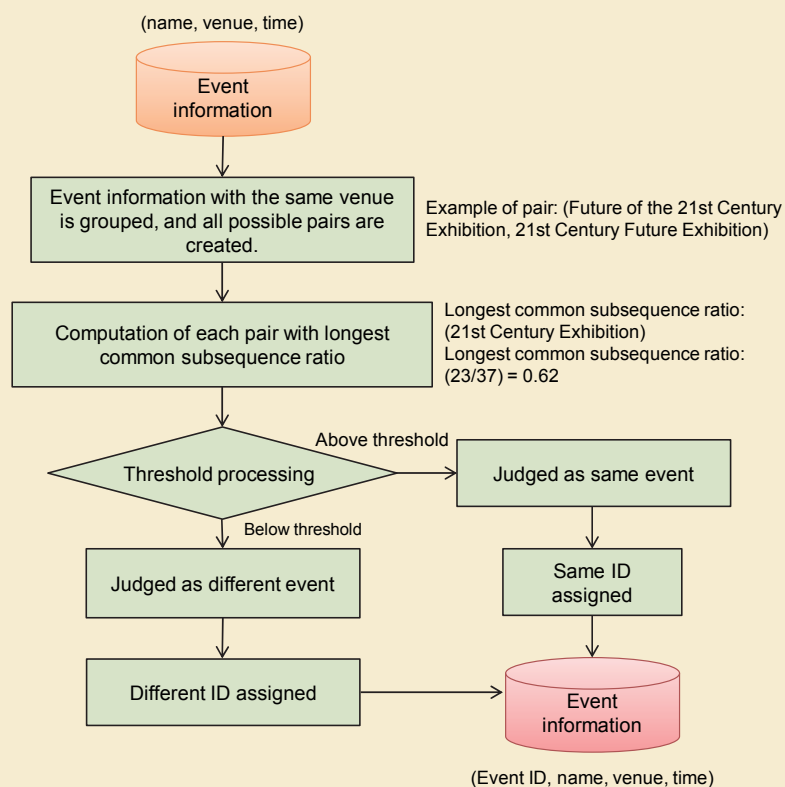 (name, venue, time)
Event
information
Event information with the same venue
is grouped, and all possible pairs are
created.
Example of pair: (Future of the 21st Century
Exhibition, 21st Century Future Exhibition)
Computation of each pair with longest
common subsequence ratio
Longest common subsequence ratio:
(21st Century Exhibition)
Longest common subsequence ratio:
(23/37) = 0.62
Threshold processing
Above threshold
Judged as same event
Below threshold
Judged as different event
Same ID
assigned
Different ID assigned
Event
information
(Event ID, name, venue, time)